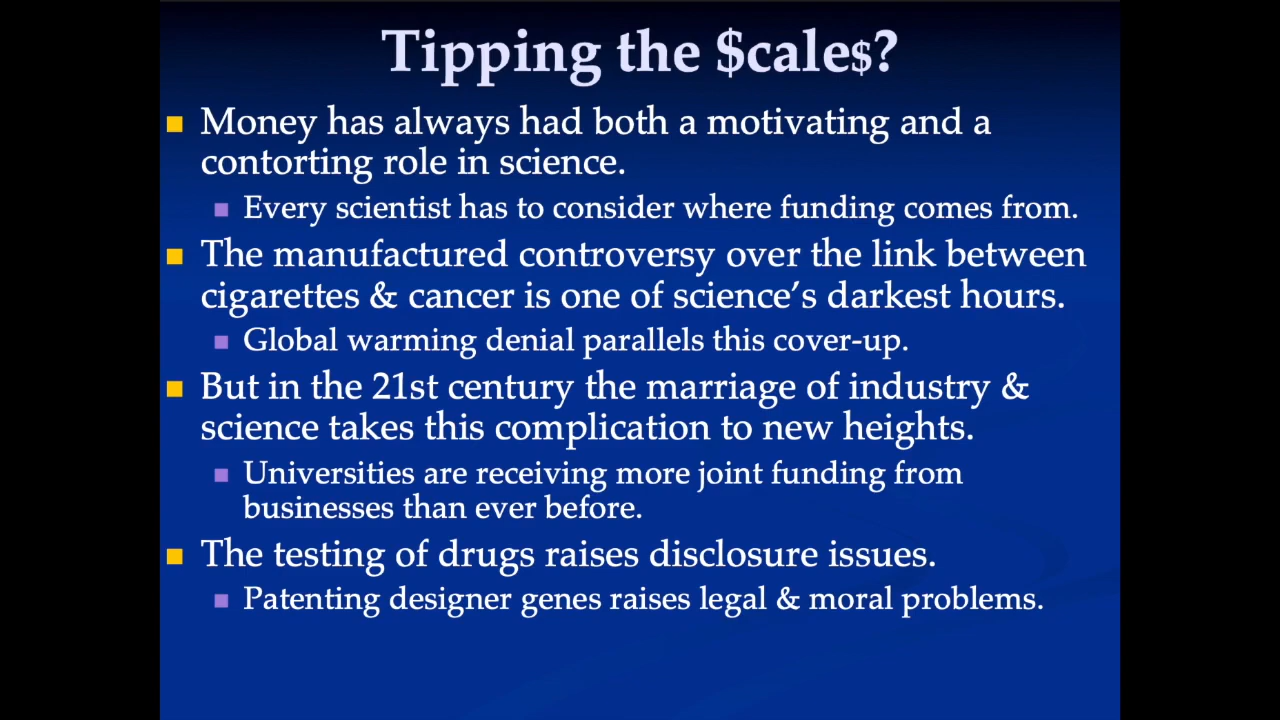 Tipping the $cale$?
Money has always had both a motivating and a
contorting role in science.
Every scientist has to consider where funding comes from.
The manufactured controversy over the link between
cigarettes & cancer is one of science’s darkest hours.
Global warming denial parallels this cover-up.
But in the 21st century the marriage of industry &
science takes this complication to new heights.
Universities are receiving more joint funding from
businesses than ever before.
The testing of drugs raises disclosure issues.
Patenting designer genes raises legal & moral problems.